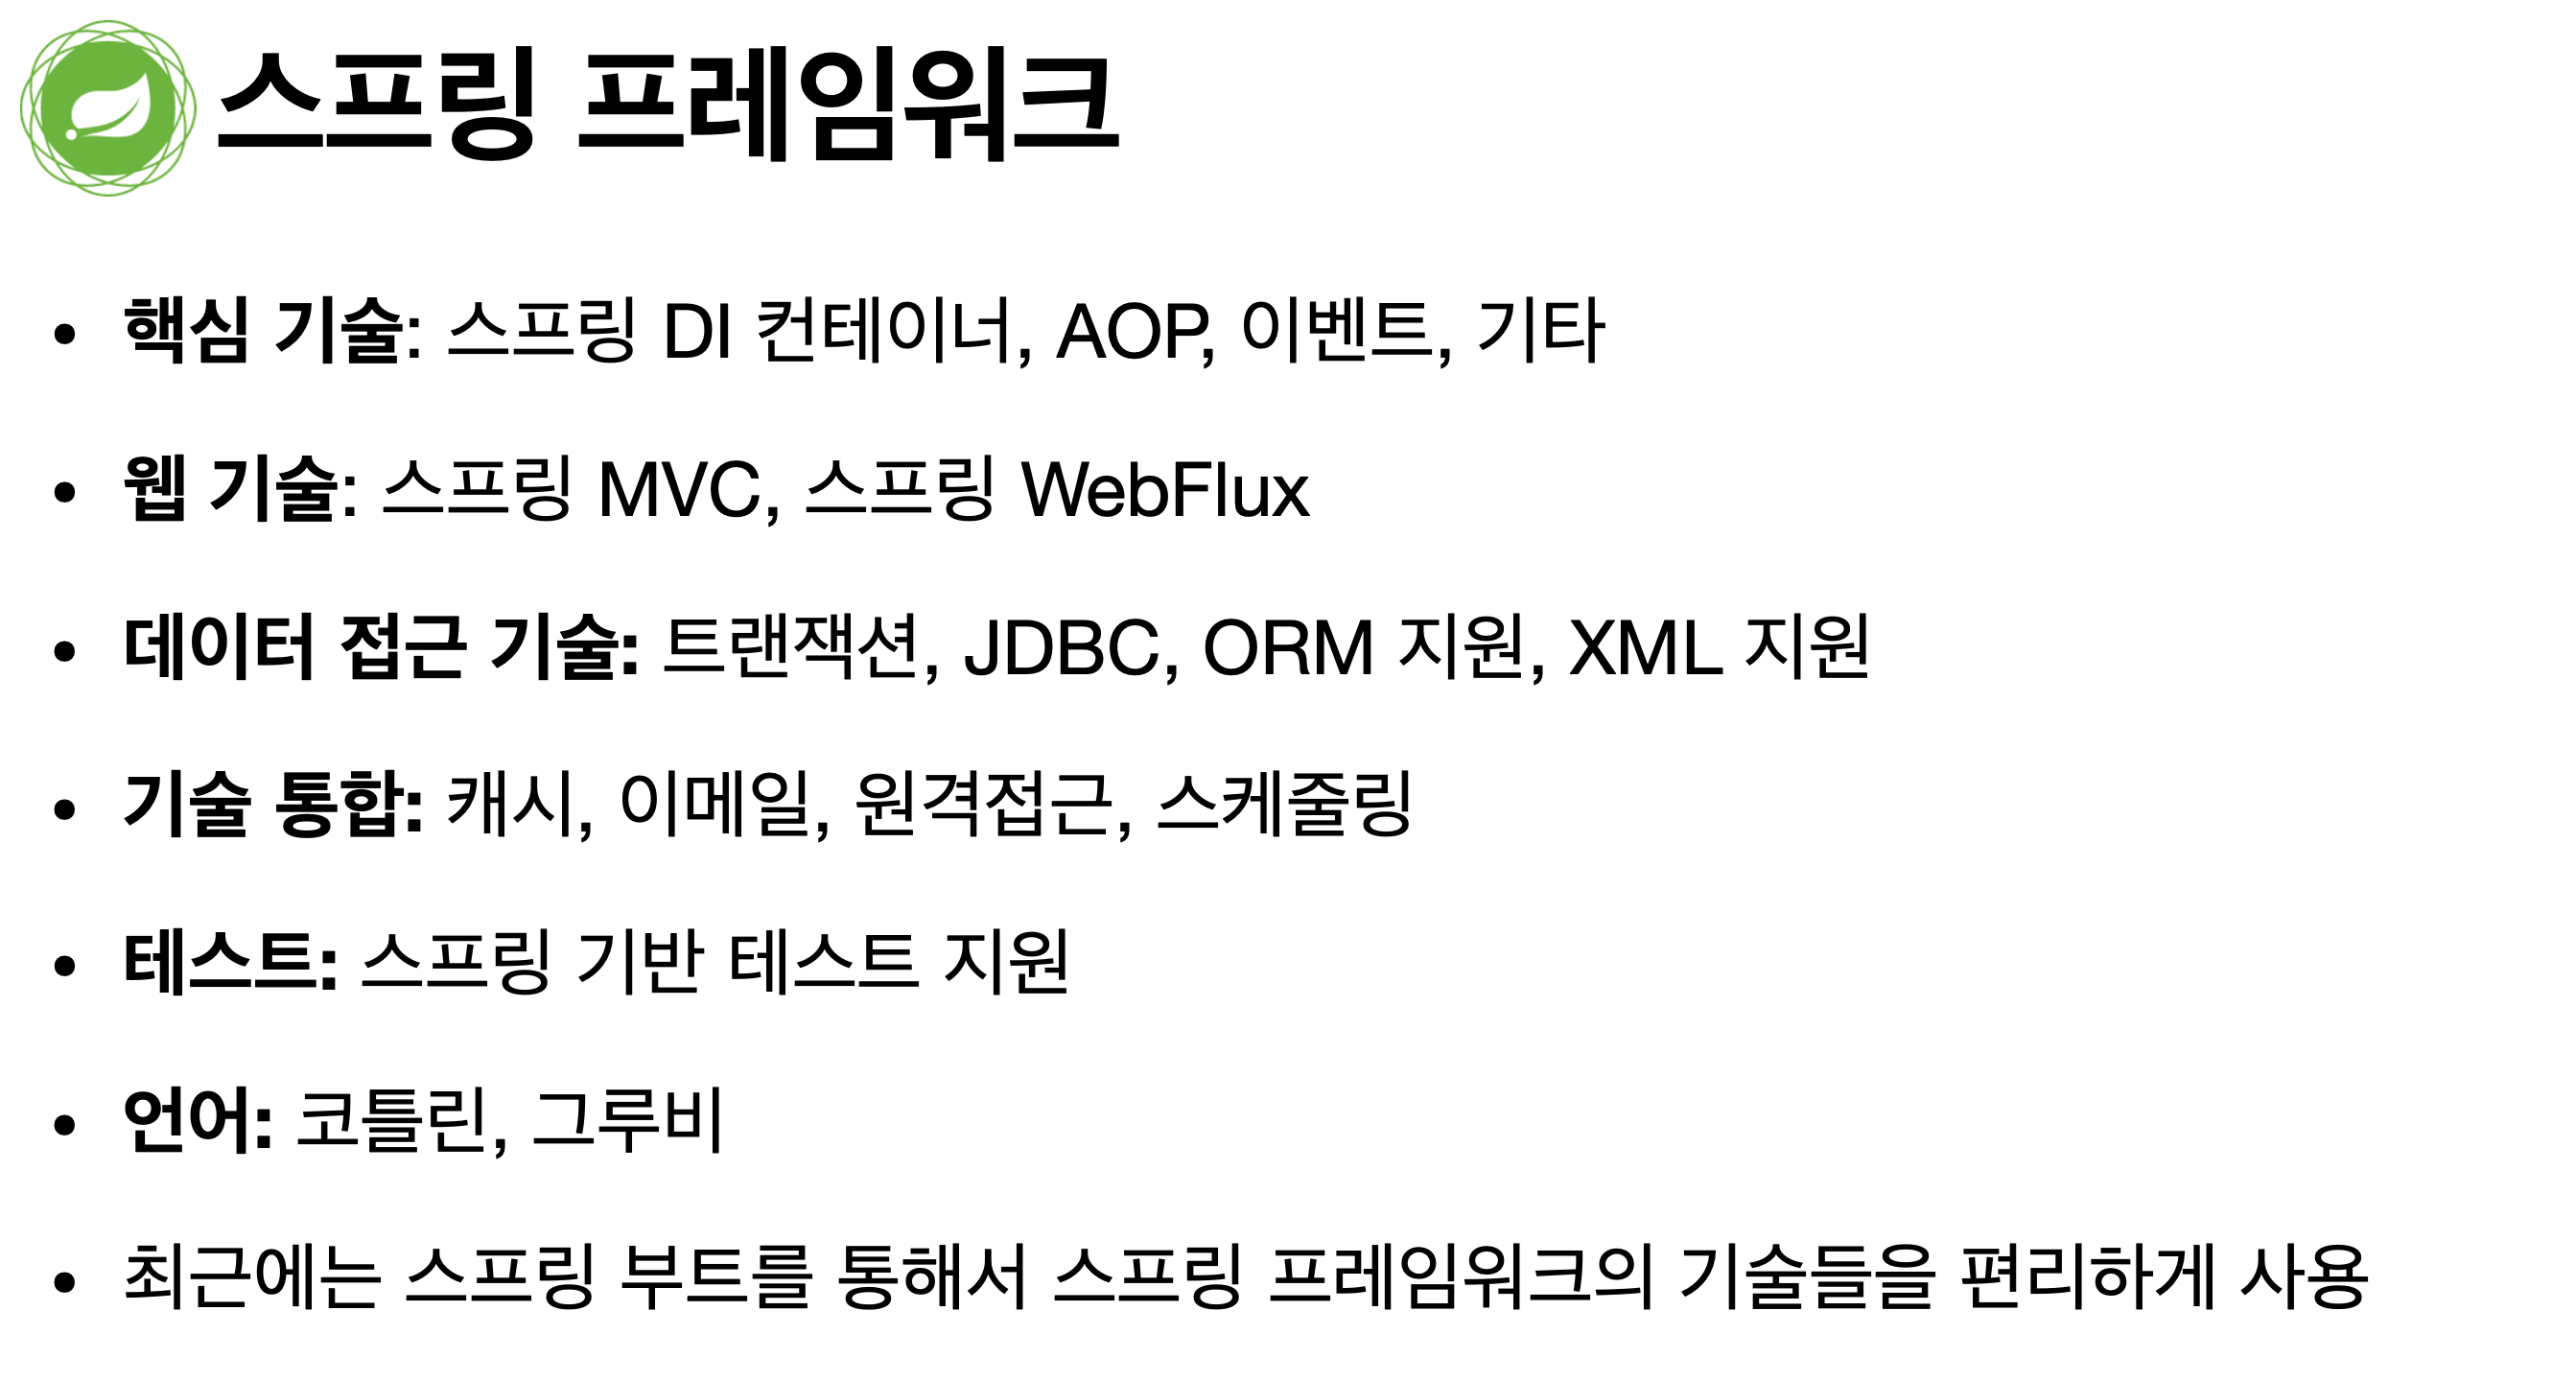 스프링 프레임워크
• 핵심 기술: 스프링 DI 컨테이너, AOP, 이벤트, 기타
• 웹 기술: 스프링 MVC, 스프링 WebFlux
• 데이터 접근 기술: 트랜잭션, JDBC, ORM 지원, XML 지원
• 기술 통합: 캐시, 이메일, 원격접근, 스케줄링
• 테스트: 스프링 기반 테스트 지원
• 언어: 코틀린, 그루비
• 최근에는 스프링 부트를 통해서 스프링 프레임워크의 기술들을 편리하게 사용